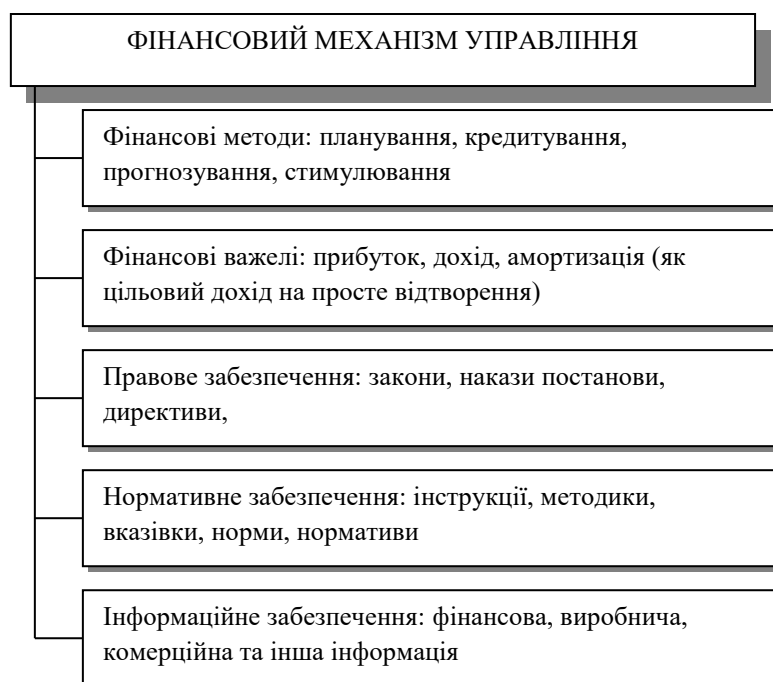 ФІНАНСОВИЙ МЕХАНІЗМ УПРАВЛІННЯ
Фінансові методи: планування, кредитування,
прогнозування, стимулювання
Фінансові важелі: прибуток, дохід, амортизація (як
цільовий дохід на просте відтворення)
Правове забезпечення: закони, накази постанови,
директиви,
Нормативне забезпечення: інструкції, методики,
вказівки, норми, нормативи
Інформаційне забезпечення: фінансова, виробнича,
комерційна та інша інформація